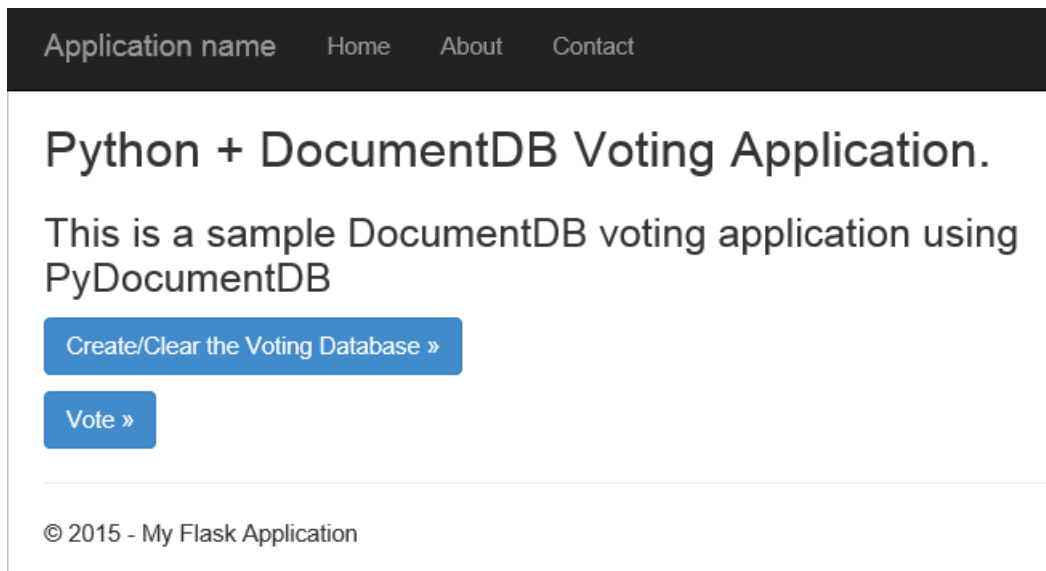 Application name Home About Contact
Python + DocumentDB Voting Application.
This is a sample DocumentDB voting application using
PyDocumentDB
Create/Clear the Voting Database »
Vote »
© 2015 - My Flask Application